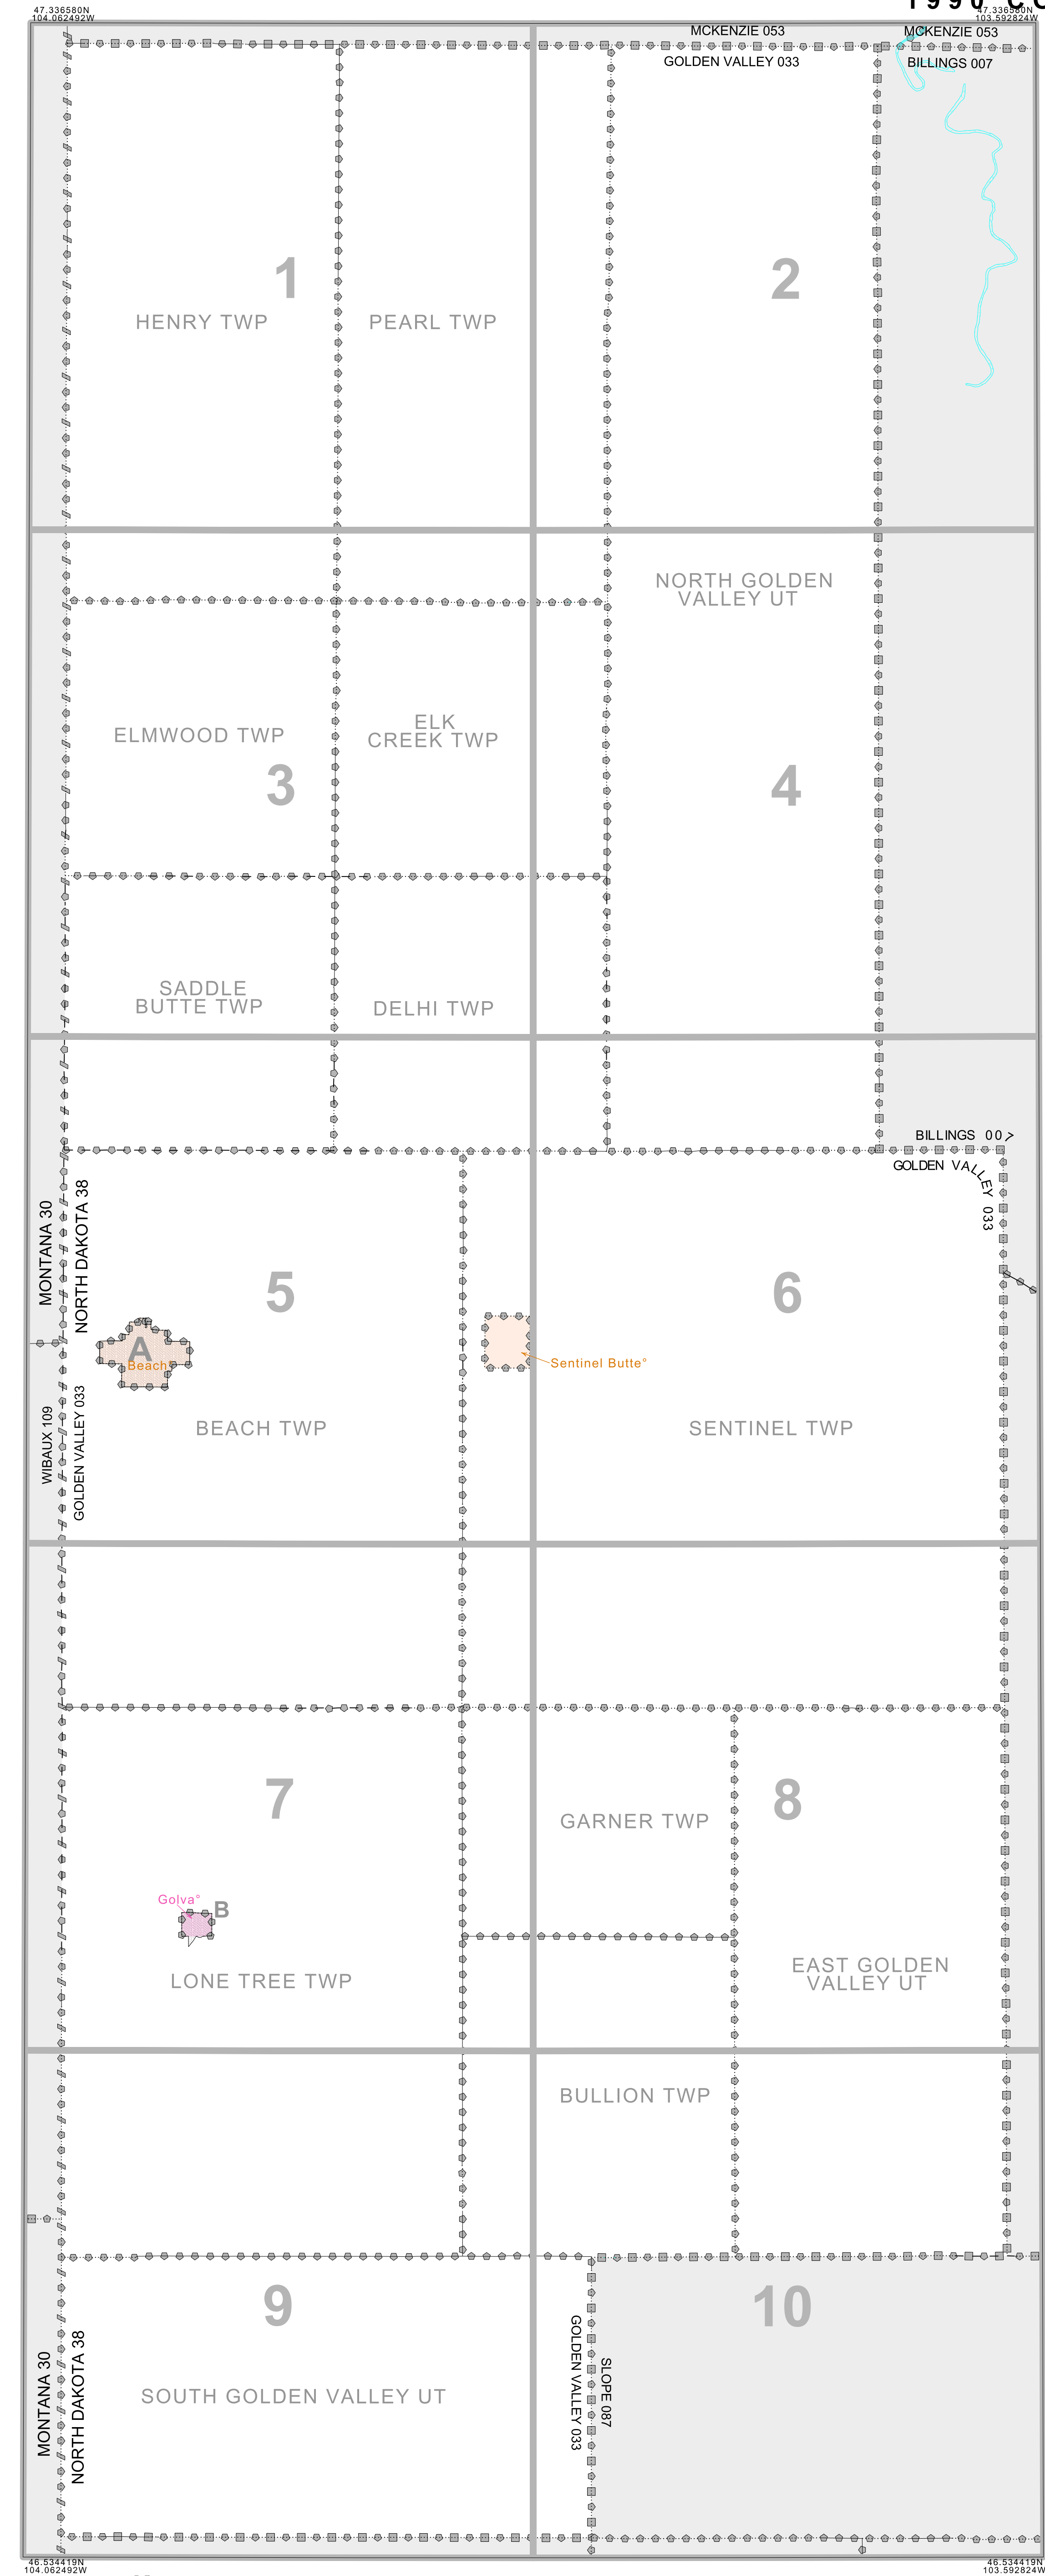 1990 CO
47.336580N
104.062492W
47.336580N
103.592824W
MCKENZIE 053
MCKENZIE 053
GOLDEN VALLEY 033
BILLINGS 007
1
2
HENRY TWP
PEARL TWP
NORTH GOLDEN
VALLEY UT
ELMWOOD TWP
ELK
CREEK TWP
3
4
SADDLE
BUTTE TWP
DELHI TWP
BILLINGS 007
GOLDEN VALLEY 033
MONTANA 30
NORTH DAKOTA 38
5
6
A
Beach
Sentinel Butte°
WIBAUX 109
GOLDEN VALLEY 033
BEACH TWP
SENTINEL TWP
7
8
GARNER TWP
Golva°
B
LONE TREE TWP
EAST GOLDEN
VALLEY UT
BULLION TWP
9
10
MONTANA 30
NORTH DAKOTA 38
GOLDEN VALLEY 033
SLOPE 087
SOUTH GOLDEN VALLEY UT
46.534419N
104.062492W
46.534419N
103.592824W